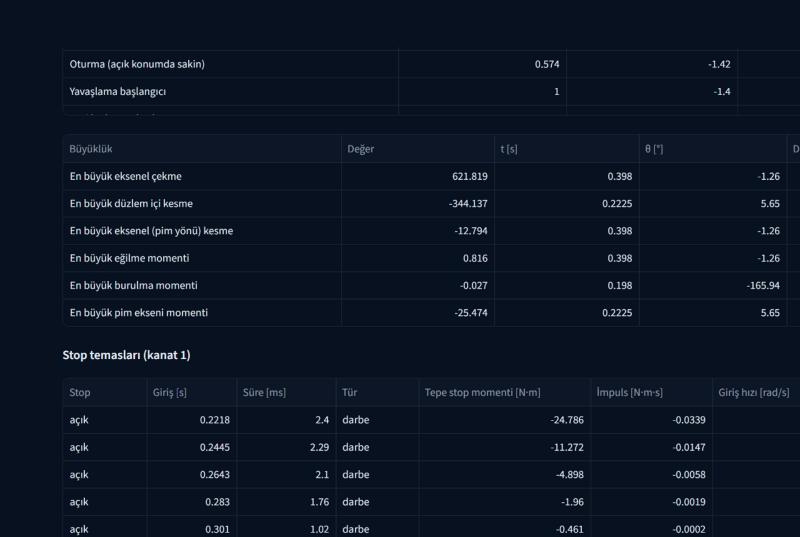 Oturma (açık konumda sakin) 0.574 -1.42
Yavaşlama başlangıcı 1 -1.4
Büyüklük Değer t [s] θ [°] D
En büyük eksenel çekme 621.819 0.398 -1.26
En büyük düzlem içi kesme -344.137 0.2225 5.65
En büyük eksenel (pim yönü) kesme -12.794 0.398 -1.26
En büyük eğilme momenti 0.816 0.398 -1.26
En büyük burulma momenti -0.027 0.198 -165.94
En büyük pim ekseni momenti -25.474 0.2225 5.65
Stop temasları (kanat 1)
Stop Giriş [s] Süre [ms] Tür Tepe stop momenti [N·m] İmpuls [N·m·s] Giriş hızı [rad/s]
açık 0.2218 2.4 darbe -24.786 -0.0339
açık 0.2445 2.29 darbe -11.272 -0.0147
açık 0.2643 2.1 darbe -4.898 -0.0058
açık 0.283 1.76 darbe -1.96 -0.0019
açık 0.301 1.02 darbe -0.461 -0.0002